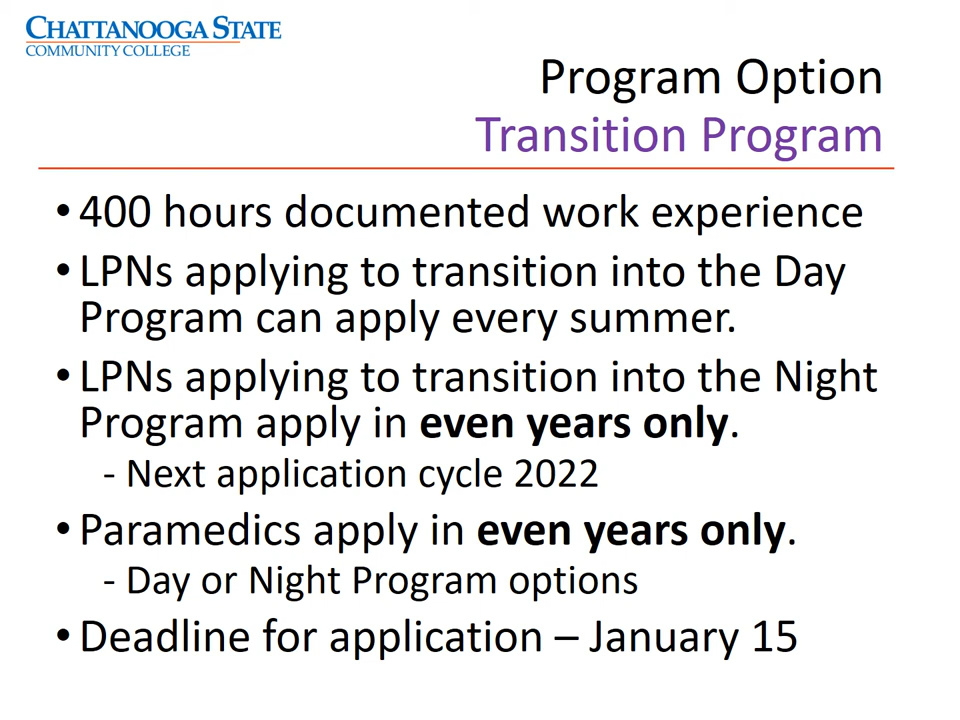 CHATTANOOGA STATE
COMMUNITY COLLEGE
Program Option
Transition Program
• 400 hours documented work experience
• LPNs applying to transition into the Day
Program can apply every summer.
• LPNs applying to transition into the Night
Program apply in even years only.
- Next application cycle 2022
• Paramedics apply in even years only.
- Day or Night Program options
• Deadline for application – January 15